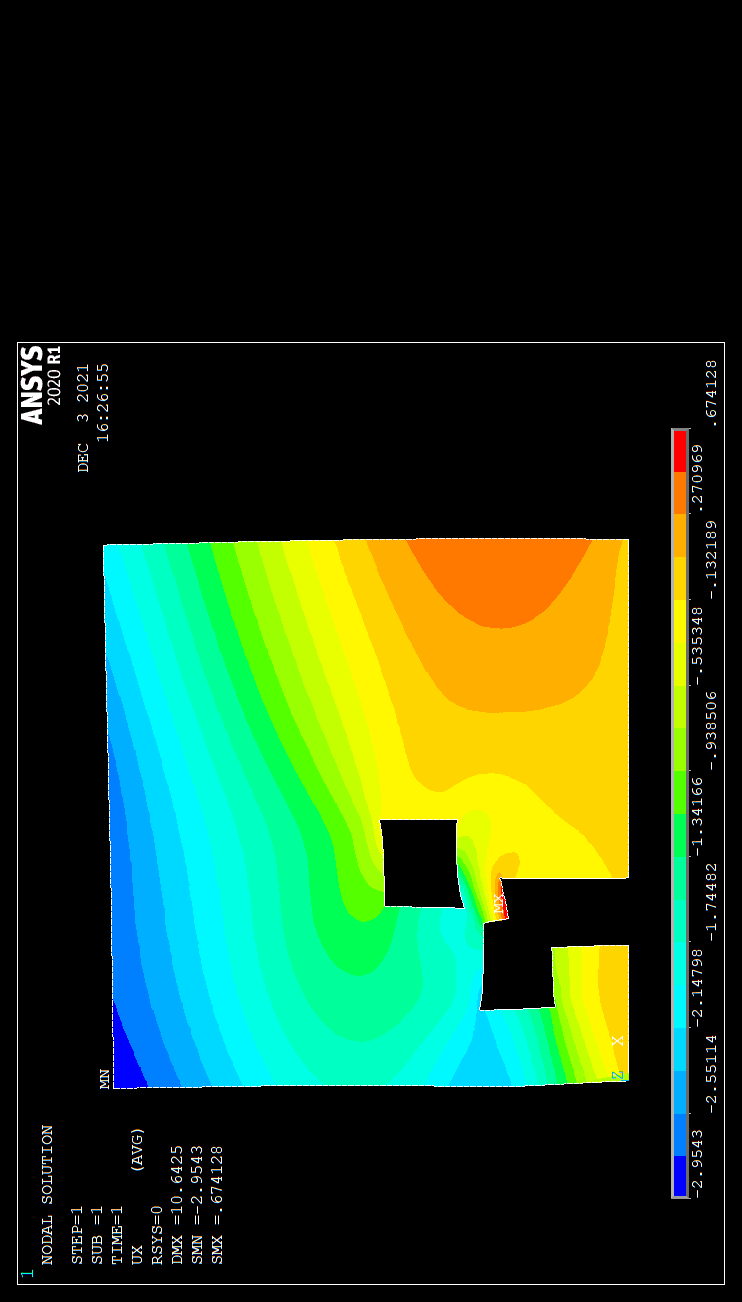 1
NODAL SOLUTION
STEP=1
SUB =1
TIME=1
UX (AVG)
RSYS=0
DMX =10.6425
SMN =-2.9543
SMX =.674128
ANSYS
2020 R1
DEC 3 2021
16:26:55
MN
MX
Z X
-2.9543 -2.14798 -1.34166 -.535348 .270969
-2.55114 -1.74482 -.938506 -.132189 .674128